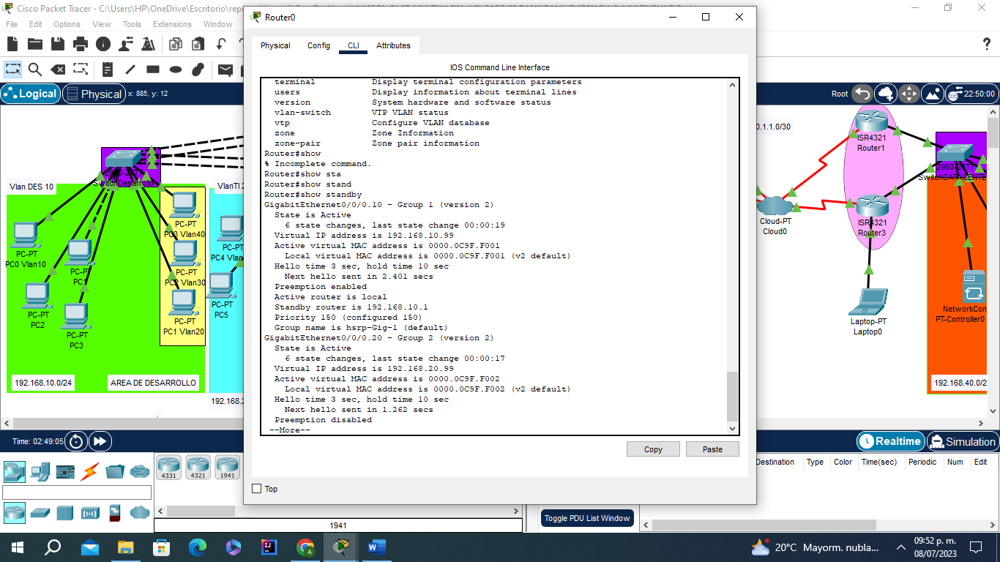 Cisco Packet Tracer - C:\Users\HP\OneDrive\Escritorio\repo
Router0
File Edit Options View Tools Extensions Window
Physical Config CLI Attributes
IOS Command Line Interface
Logical Physical x: 885, y: 12
Root 22:50:00
terminal Display terminal configuration parameters
users Display information about terminal lines
version System hardware and software status
vlan-switch VTP VLAN status
vtp Configure VLAN database
zone Zone Information
zone-pair Zone pair information
Router#show
% Incomplete command.
Router#show sta
Router#show stand
Router#show standby
GigabitEthernet0/0/0.10 - Group 1 (version 2)
State is Active
6 state changes, last state change 00:00:19
Virtual IP address is 192.168.10.99
Active virtual MAC address is 0000.0C9F.F001
Local virtual MAC address is 0000.0C9F.F001 (v2 default)
Hello time 3 sec, hold time 10 sec
Next hello sent in 2.401 secs
Preemption enabled
Active router is local
Standby router is 192.168.10.1
Priority 150 (configured 150)
Group name is hsrp-Gig-1 (default)
GigabitEthernet0/0/0.20 - Group 2 (version 2)
State is Active
6 state changes, last state change 00:00:17
Virtual IP address is 192.168.20.99
Active virtual MAC address is 0000.0C9F.F002
Local virtual MAC address is 0000.0C9F.F002 (v2 default)
Hello time 3 sec, hold time 10 sec
Next hello sent in 1.262 secs
Preemption disabled
--More--
Copy Paste
Top
SwitchDesarrollo
Vlan DES 10
VlanTI 2
PC-PT
PC0 Vlan10
PC-PT
PC1
PC-PT
PC2
PC-PT
PC3
PC-PT
PC3 Vlan40
PC-PT
PC2 Vlan30
PC-PT
PC1 Vlan20
PC-PT
PC4 Vlan
PC-PT
PC5
192.168.10.0/24
AREA DE DESARROLLO
192.168.2
0.1.1.0/30
ISR4321
Router1
SwitchDATACENTE
Cloud-PT
Cloud0
ISR4321
Router3
Laptop-PT
Laptop0
NetworkCon
PT-Controller0
192.168.40.0/2
Time: 02:49:05
Realtime Simulation
4331 4321 1941
1941
Destination Type Color Time(sec) Periodic Num Edit
Toggle PDU List Window
20°C Mayorm. nubla...
09:52 p. m.
08/07/2023